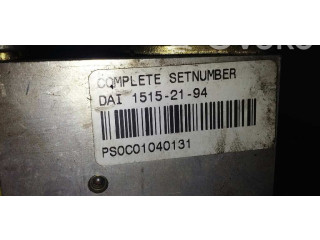 COMPLETE SETNUMBER
DAI 1515-21-94
PS0C01040131